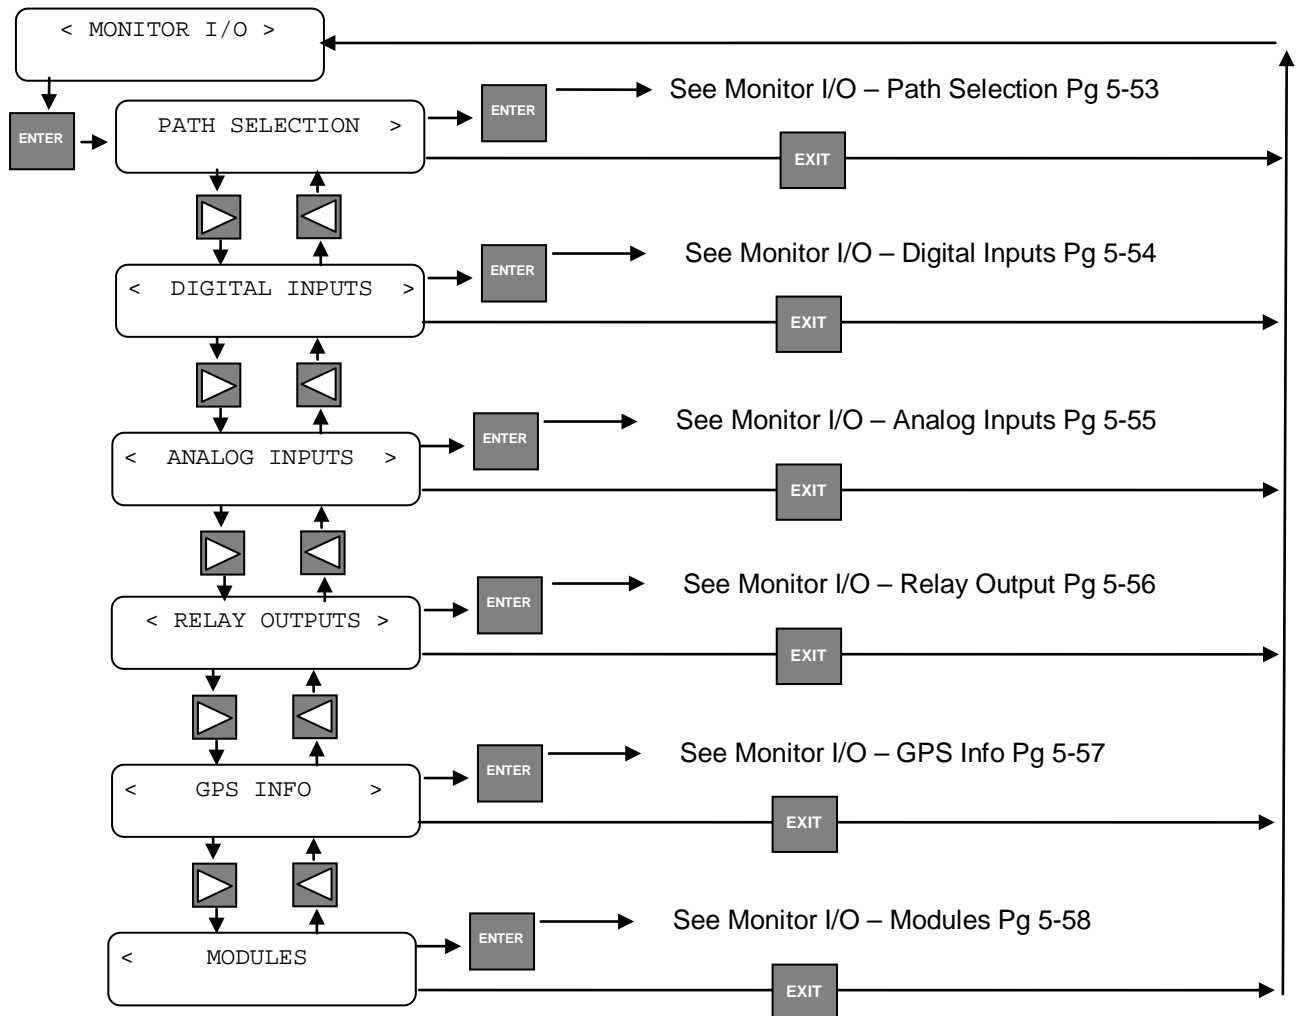 < MONITOR I/O >
ENTER
PATH SELECTION >
ENTER
See Monitor I/O – Path Selection Pg 5-53
EXIT
< DIGITAL INPUTS >
ENTER
See Monitor I/O – Digital Inputs Pg 5-54
EXIT
< ANALOG INPUTS >
ENTER
See Monitor I/O – Analog Inputs Pg 5-55
EXIT
< RELAY OUTPUTS >
ENTER
See Monitor I/O – Relay Output Pg 5-56
EXIT
< GPS INFO >
ENTER
See Monitor I/O – GPS Info Pg 5-57
EXIT
< MODULES
ENTER
See Monitor I/O – Modules Pg 5-58
EXIT